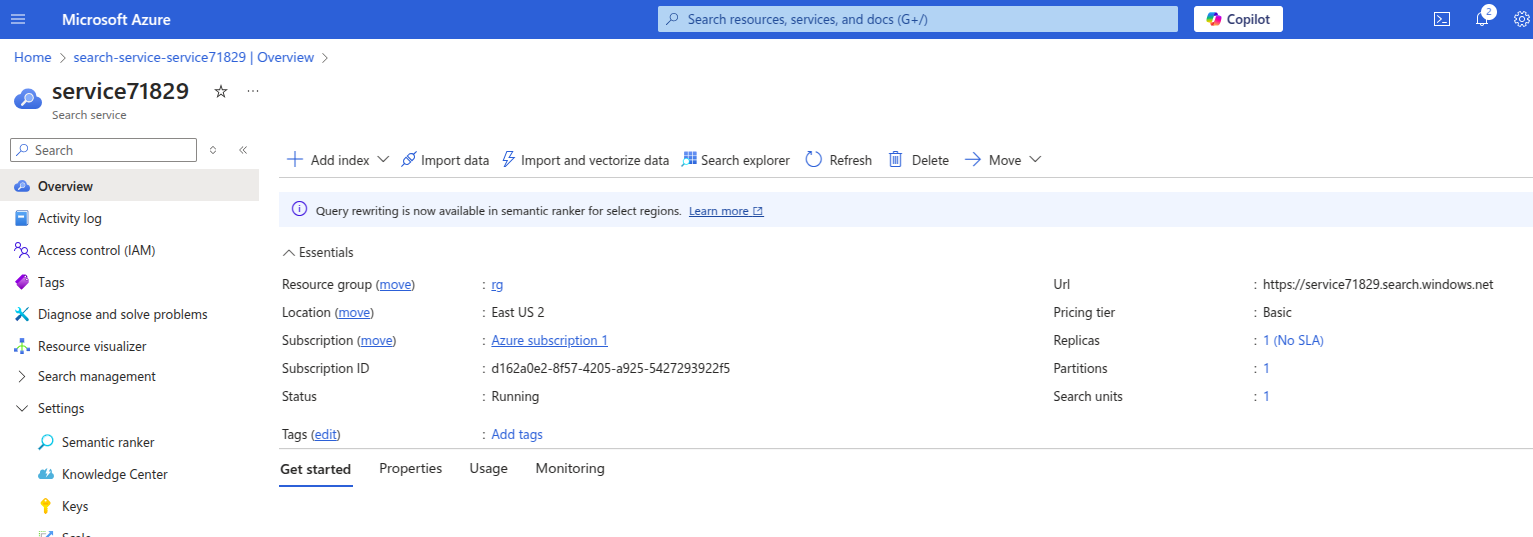 Microsoft Azure
Search resources, services, and docs (G+/)
Copilot
2
Home > search-service-service71829 | Overview >
service71829
Search service
Search
Add index
Import data
Import and vectorize data
Search explorer
Refresh
Delete
Move
Overview
Activity log
Access control (IAM)
Tags
Diagnose and solve problems
Resource visualizer
Search management
Settings
Semantic ranker
Knowledge Center
Keys
Scale
Query rewriting is now available in semantic ranker for select regions. Learn more
Essentials
Resource group (move) : rg
Location (move) : East US 2
Subscription (move) : Azure subscription 1
Subscription ID : d162a0e2-8f57-4205-a925-5427293922f5
Status : Running
Tags (edit) : Add tags
Url : https://service71829.search.windows.net
Pricing tier : Basic
Replicas : 1 (No SLA)
Partitions : 1
Search units : 1
Get started
Properties
Usage
Monitoring